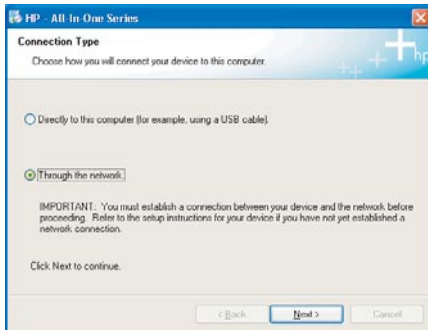 HP - All-In-One Series
Connection Type
Choose how you will connect your device to this computer.
hp
Directly to this computer (for example, using a USB cable).
Through the network.
IMPORTANT: You must establish a connection between your device and the network before
proceeding. Refer to the setup instructions for your device if you have not yet established a
network connection.
Click Next to continue.
< Back Next > Cancel